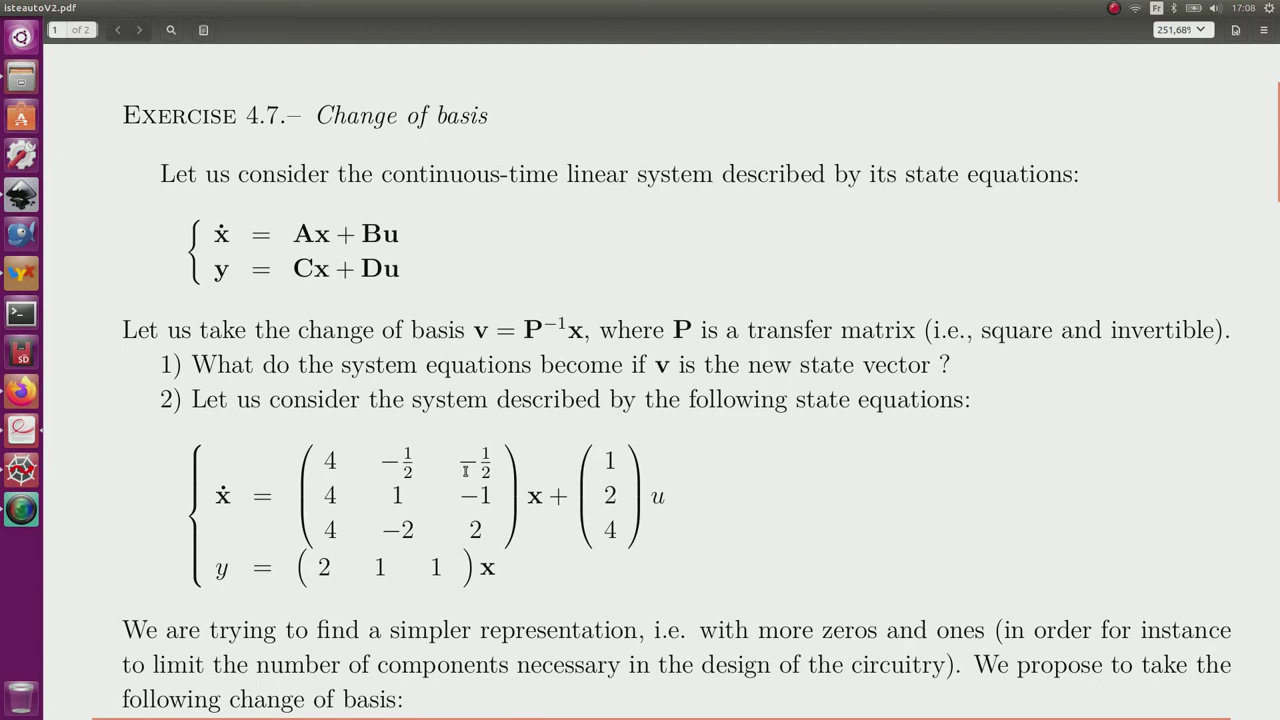 isteautoV2.pdf Fr 17:08
1 of 2 251,68%
EXERCISE 4.7.– Change of basis
Let us consider the continuous-time linear system described by its state equations:
{ ẋ = Ax + Bu
y = Cx + Du
Let us take the change of basis v = P⁻¹x, where P is a transfer matrix (i.e., square and invertible).
1) What do the system equations become if v is the new state vector ?
2) Let us consider the system described by the following state equations:
4 −1/2 −1/2 1
ẋ = ( 4 1 −1 ) x + ( 2 ) u
4 −2 2 4
y = ( 2 1 1 ) x
We are trying to find a simpler representation, i.e. with more zeros and ones (in order for instance
to limit the number of components necessary in the design of the circuitry). We propose to take the
following change of basis: